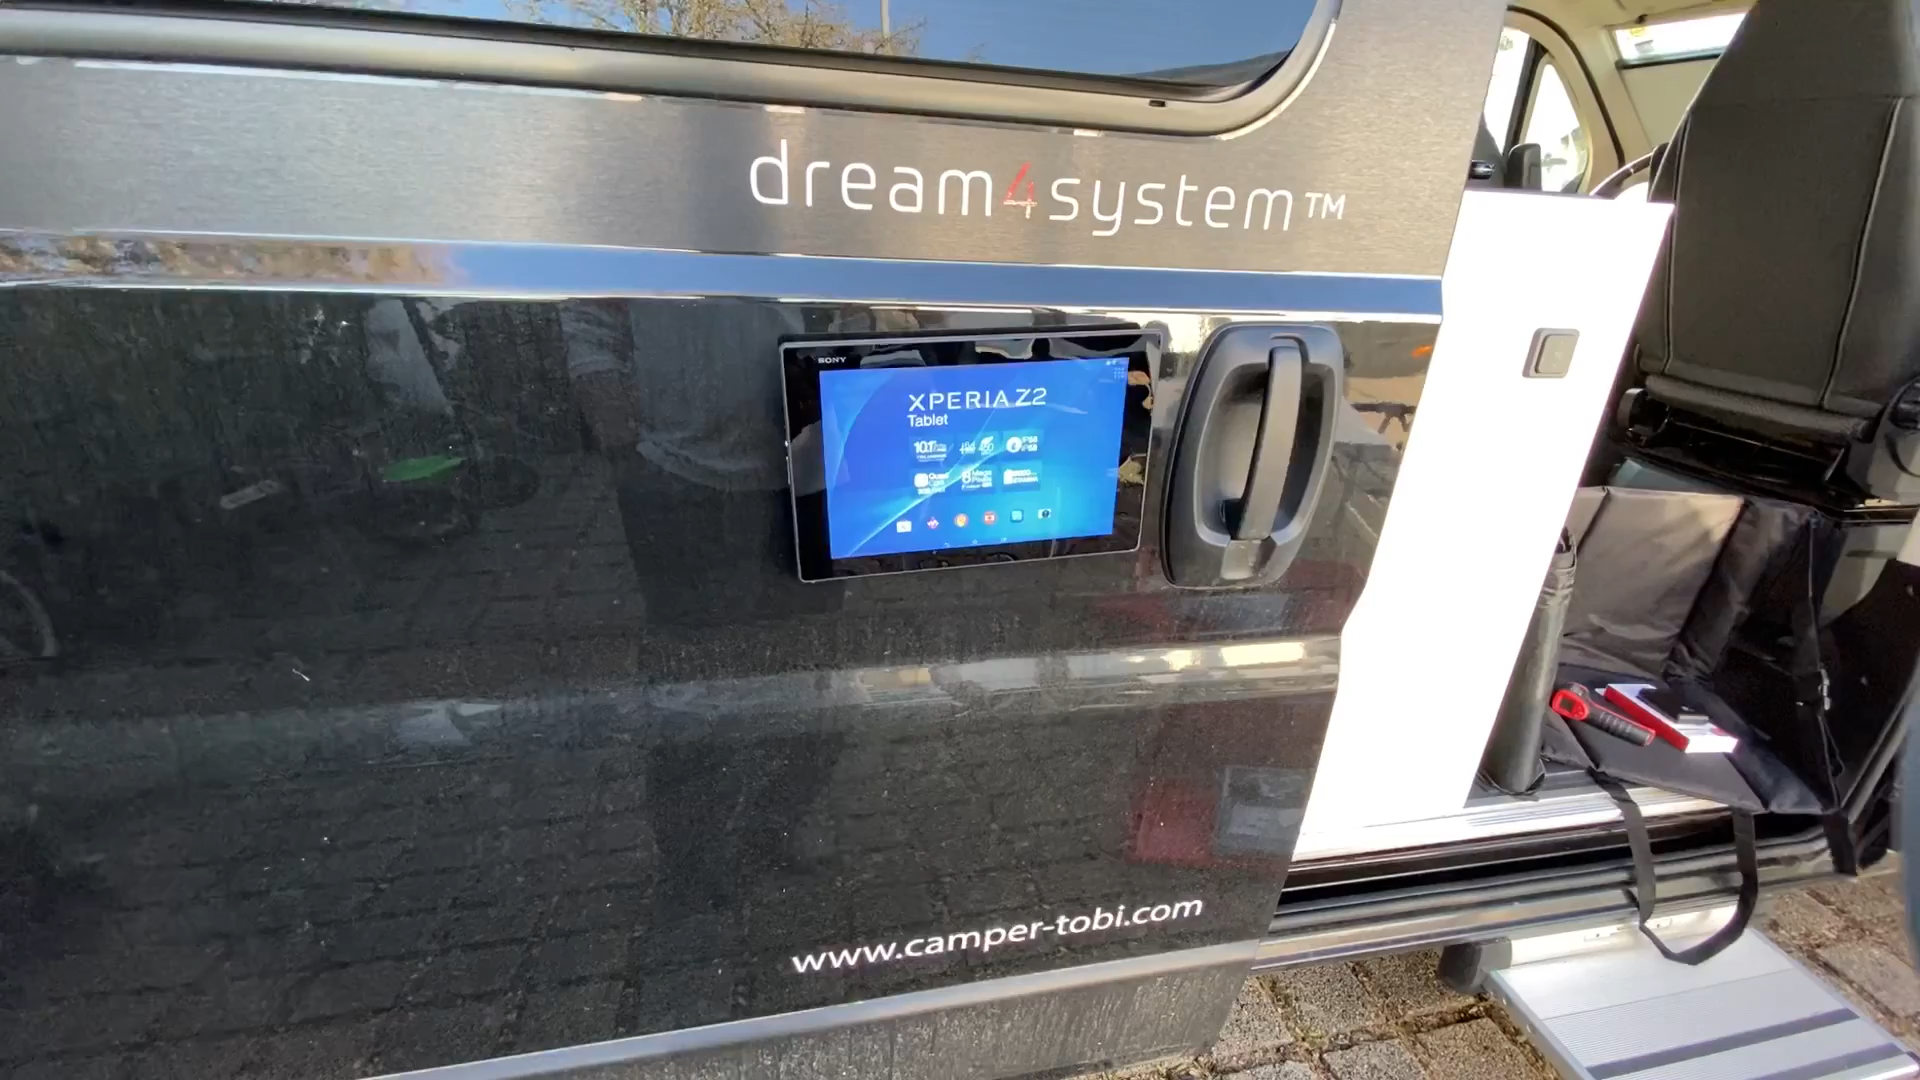 dream4system™
SONY
XPERIA Z2
Tablet
www.camper-tobi.com